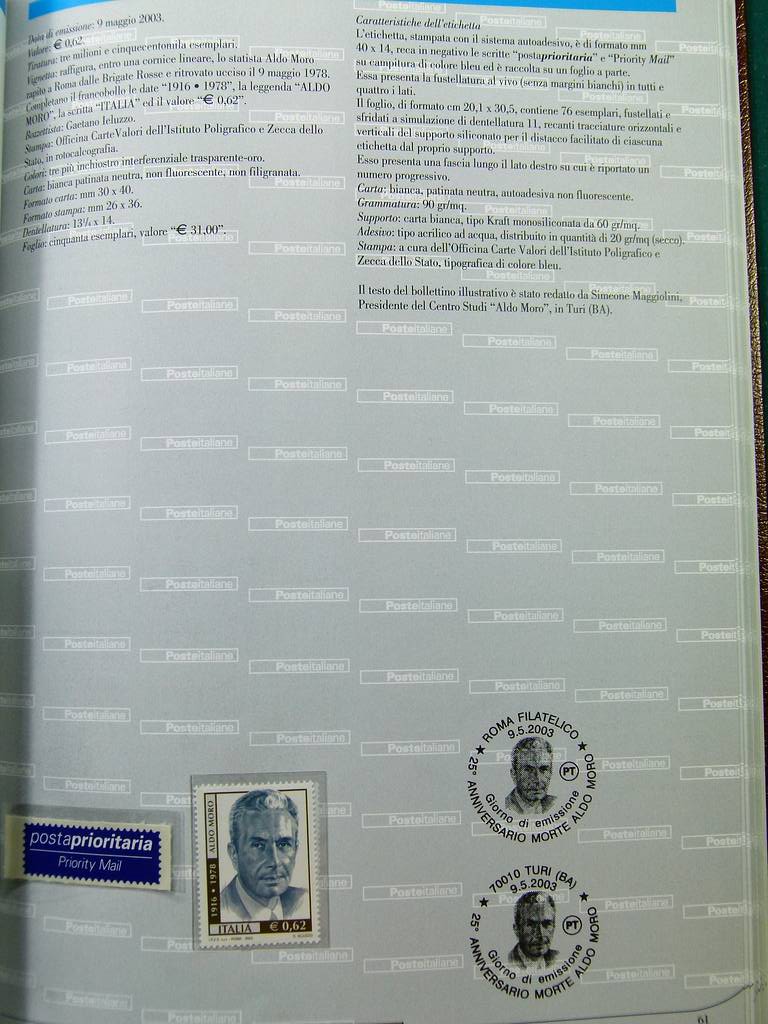 Data di emissione: 9 maggio 2003.
Valore: € 0,62.
Tiratura: tre milioni e cinquecentomila esemplari.
Vignetta: raffigura, entro una cornice lineare, lo statista Aldo Moro
rapito a Roma dalle Brigate Rosse e ritrovato ucciso il 9 maggio 1978.
Completano il francobollo le date “1916 • 1978”, la leggenda “ALDO
MORO”, la scritta “ITALIA” ed il valore “€ 0,62”.
Bozzettista: Gaetano Ieluzzo.
Stampa: Officina Carte Valori dell'Istituto Poligrafico e Zecca dello
Stato, in rotocalcografia.
Colori: tre più inchiostro interferenziale trasparente-oro.
Carta: bianca patinata neutra, non fluorescente, non filigranata.
Formato carta: mm 30 x 40.
Formato stampa: mm 26 x 36.
Dentellatura: 13¼ x 14.
Foglio: cinquanta esemplari, valore “€ 31,00”.
Caratteristiche dell'etichetta
L'etichetta, stampata con il sistema autoadesivo, è di formato mm
40 x 14, reca in negativo le scritte “postaprioritaria” e “Priority Mail”
su campitura di colore bleu ed è raccolta su un foglio a parte.
Essa presenta la fustellatura al vivo (senza margini bianchi) in tutti e
quattro i lati.
Il foglio, di formato cm 20,1 x 30,5, contiene 76 esemplari, fustellati e
sfridati a simulazione di dentellatura 11, recanti tracciature orizzontali e
verticali del supporto siliconato per il distacco facilitato di ciascuna
etichetta dal proprio supporto.
Esso presenta una fascia lungo il lato destro su cui è riportato un
numero progressivo.
Carta: bianca, patinata neutra, autoadesiva non fluorescente.
Grammatura: 90 gr/mq.
Supporto: carta bianca, tipo Kraft monosiliconata da 60 gr/mq.
Adesivo: tipo acrilico ad acqua, distribuito in quantità di 20 gr/mq (secco).
Stampa: a cura dell'Officina Carte Valori dell'Istituto Poligrafico e
Zecca dello Stato, tipografica di colore bleu.
Il testo del bollettino illustrativo è stato redatto da Simeone Maggiolini,
Presidente del Centro Studi “Aldo Moro”, in Turi (BA).
Posteitaliane
postaprioritaria
Priority Mail
1916 • 1978 ALDO MORO
ITALIA € 0,62
ROMA FILATELICO
9.5.2003
PT
Giorno di emissione
25° ANNIVERSARIO MORTE ALDO MORO
70010 TURI (BA)
9.5.2003
PT
Giorno di emissione
25° ANNIVERSARIO MORTE ALDO MORO
61